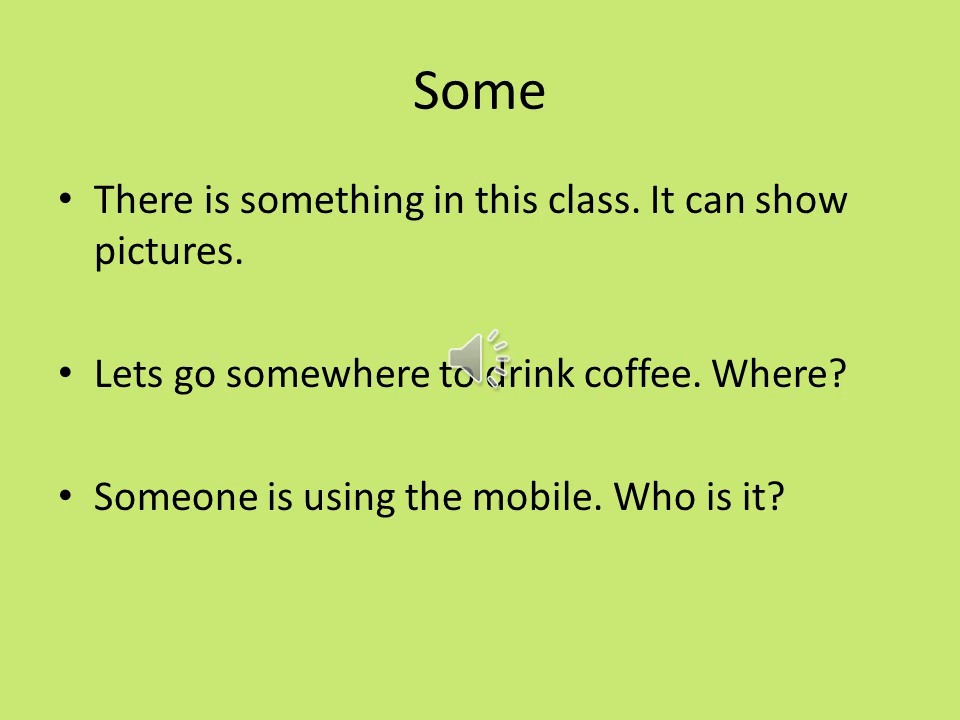 Some
• There is something in this class. It can show
pictures.
• Lets go somewhere to drink coffee. Where?
• Someone is using the mobile. Who is it?